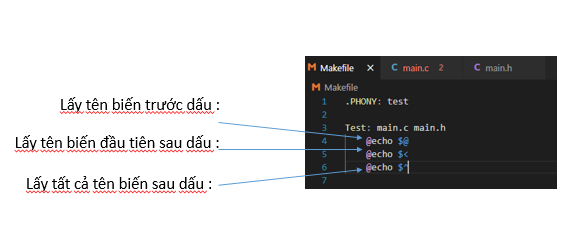 Makefile
main.c 2
main.h
Makefile
1 .PHONY: test
2
3 Test: main.c main.h
4 @echo $@
5 @echo $<
6 @echo $^
7
Lấy tên biến trước dấu :
Lấy tên biến đầu tiên sau dấu :
Lấy tất cả tên biến sau dấu :